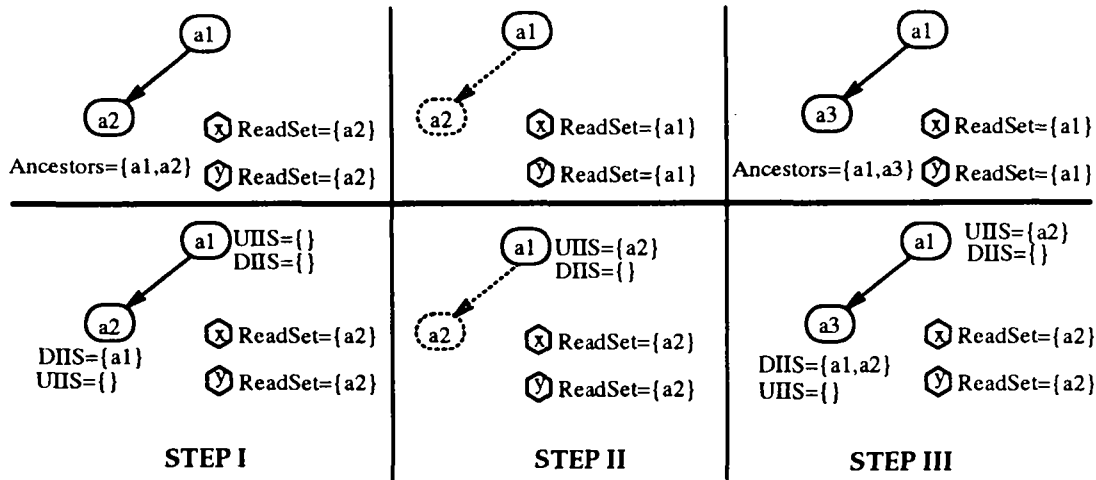 a1
a2
x ReadSet={a2}
Ancestors={a1,a2}
y ReadSet={a2}
a1
a2
x ReadSet={a1}
y ReadSet={a1}
a1
a3
x ReadSet={a1}
Ancestors={a1,a3}
y ReadSet={a1}
a1
UIIS={}
DIIS={}
a2
x ReadSet={a2}
DIIS={a1}
UIIS={}
y ReadSet={a2}
STEP I
a1
UIIS={a2}
DIIS={}
a2
x ReadSet={a2}
y ReadSet={a2}
STEP II
a1
UIIS={a2}
DIIS={}
a3
x ReadSet={a2}
DIIS={a1,a2}
UIIS={}
y ReadSet={a2}
STEP III